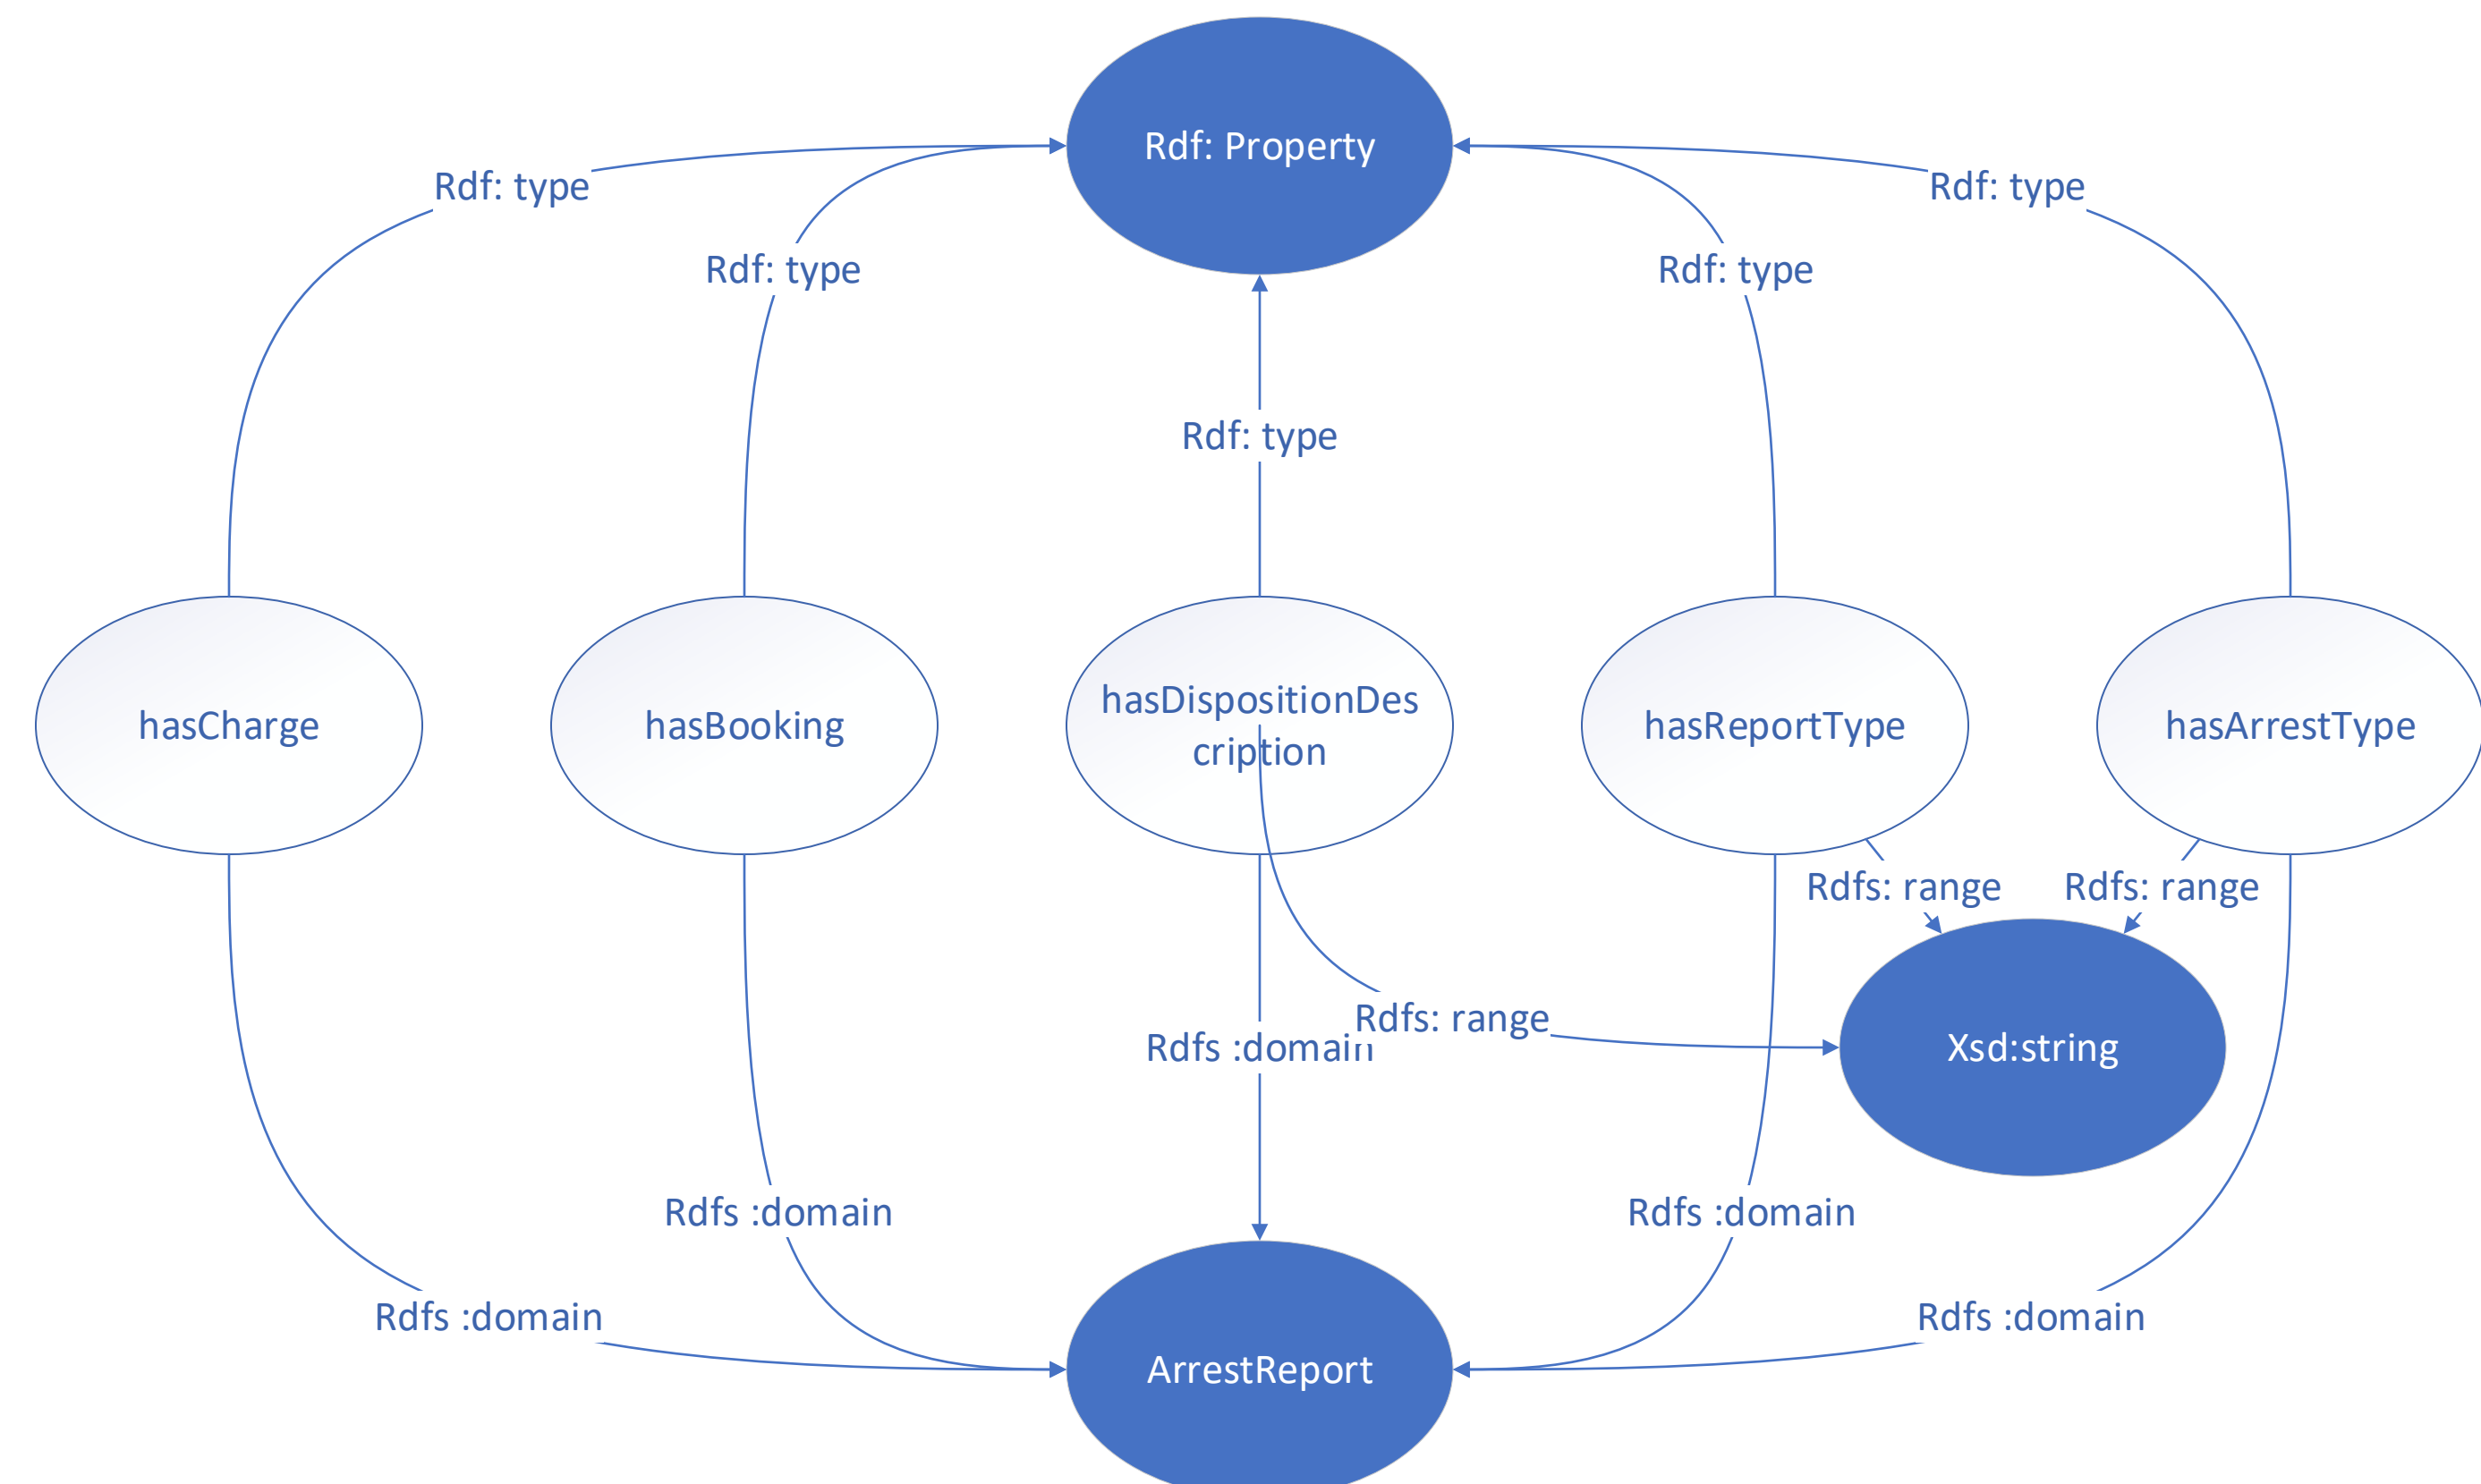 Rdf: Property
Rdf: type
Rdf: type
Rdf: type
Rdf: type
Rdf: type
hasCharge
hasBooking
hasDispositionDes
cription
hasReportType
hasArrestType
Rdfs: range
Rdfs: range
Rdfs: range
Rdfs :domain
Xsd:string
Rdfs :domain
Rdfs :domain
Rdfs :domain
Rdfs :domain
ArrestReport